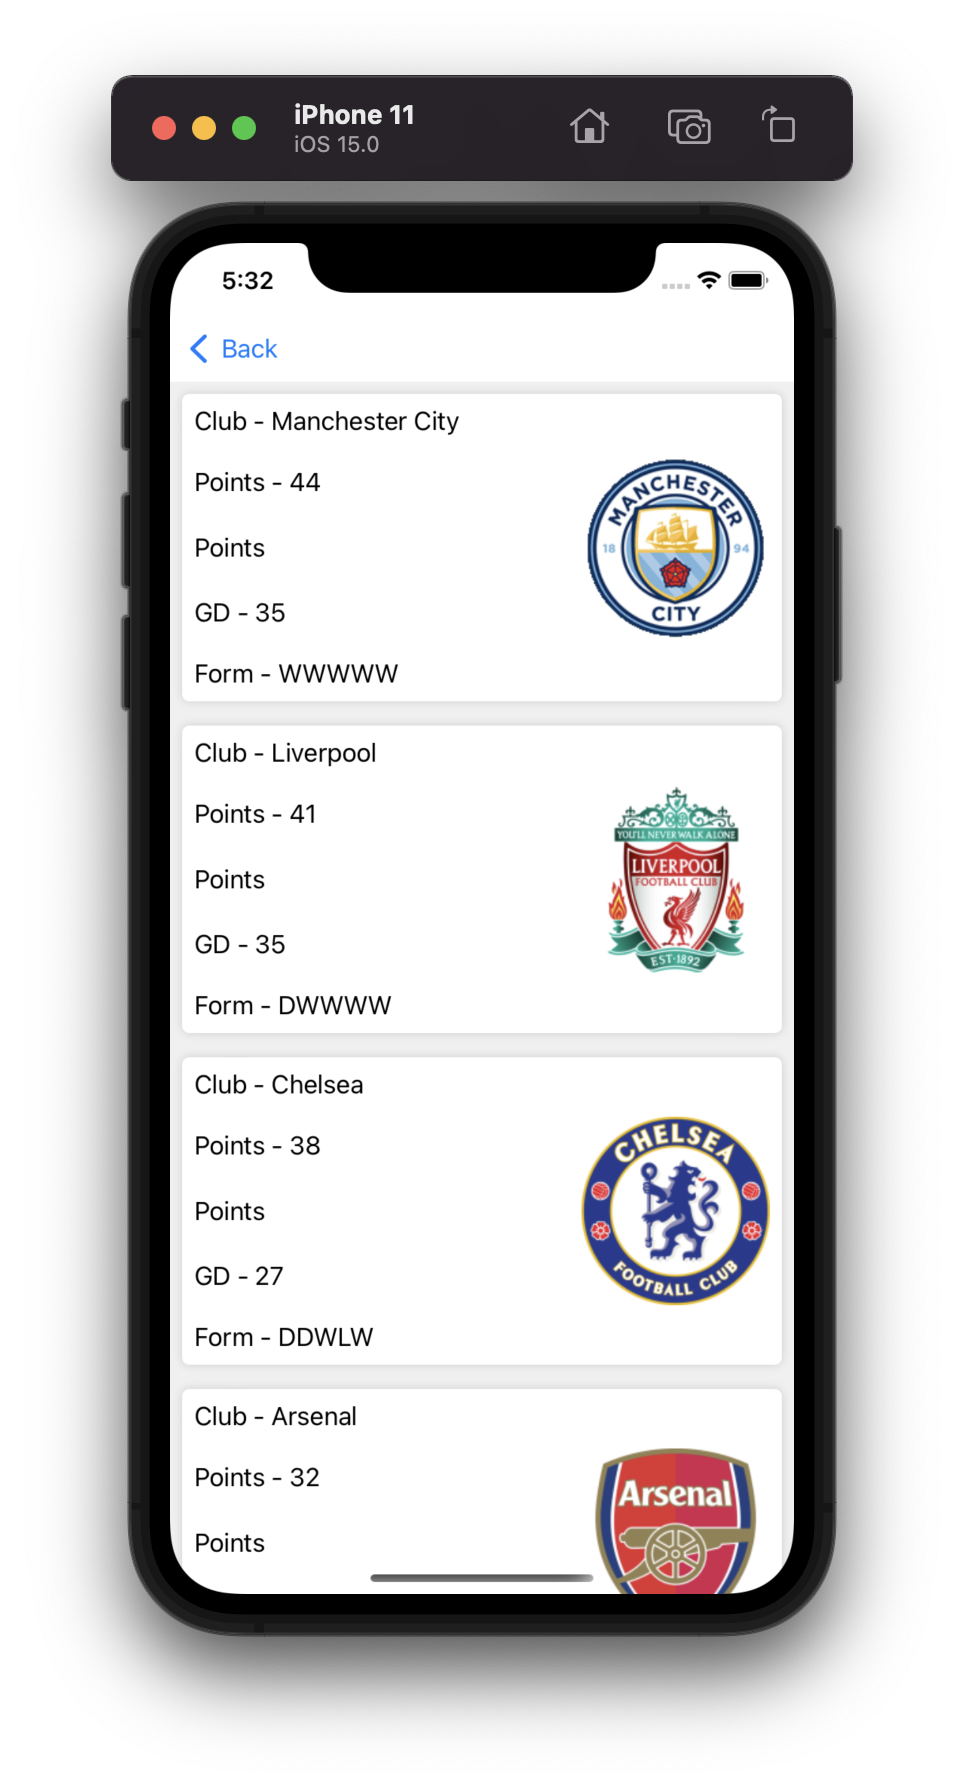 iPhone 11
iOS 15.0
5:32
Back
Club - Manchester City
Points - 44
Points
GD - 35
Form - WWWWW
MANCHESTER
18 94
CITY
Club - Liverpool
Points - 41
Points
GD - 35
Form - DWWWW
YOU'LL NEVER WALK ALONE
LIVERPOOL
FOOTBALL CLUB
EST·1892
Club - Chelsea
Points - 38
Points
GD - 27
Form - DDWLW
CHELSEA
FOOTBALL CLUB
Club - Arsenal
Points - 32
Points
Arsenal